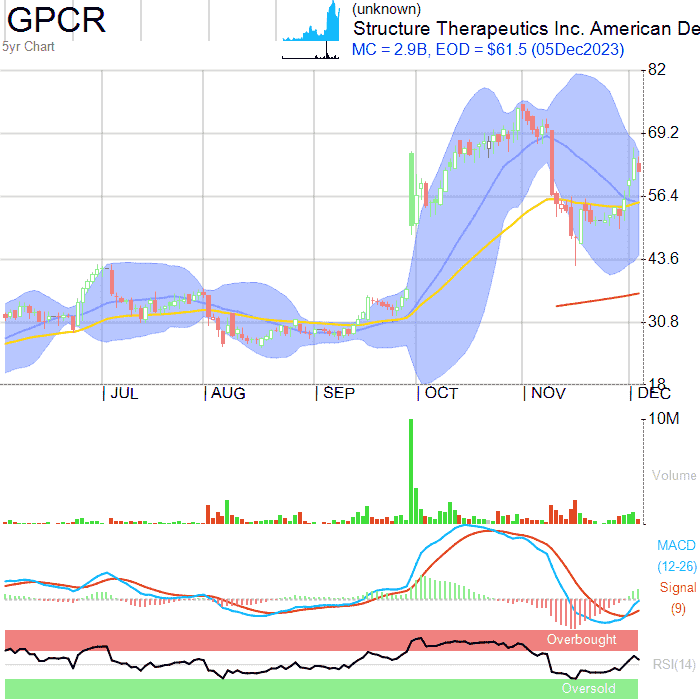 GPCR
5yr Chart
(unknown)
Structure Therapeutics Inc. American De
MC = 2.9B, EOD = $61.5 (05Dec2023)
82
69.2
56.4
43.6
30.8
18
JUL AUG SEP OCT NOV DEC
10M
Volume
MACD
(12-26)
Signal
(9)
Overbought
RSI(14)
Oversold